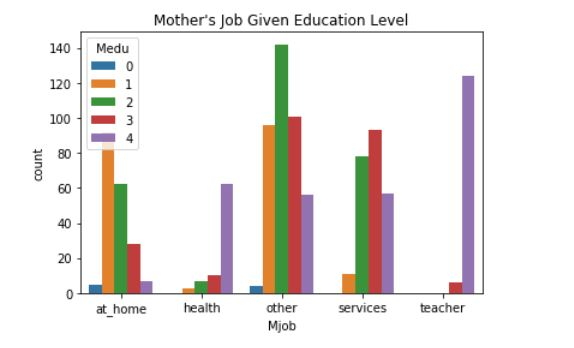 Mother's Job Given Education Level
Medu
0
1
2
3
4
140
120
100
80
60
40
20
0
count
at_home health other services teacher
Mjob